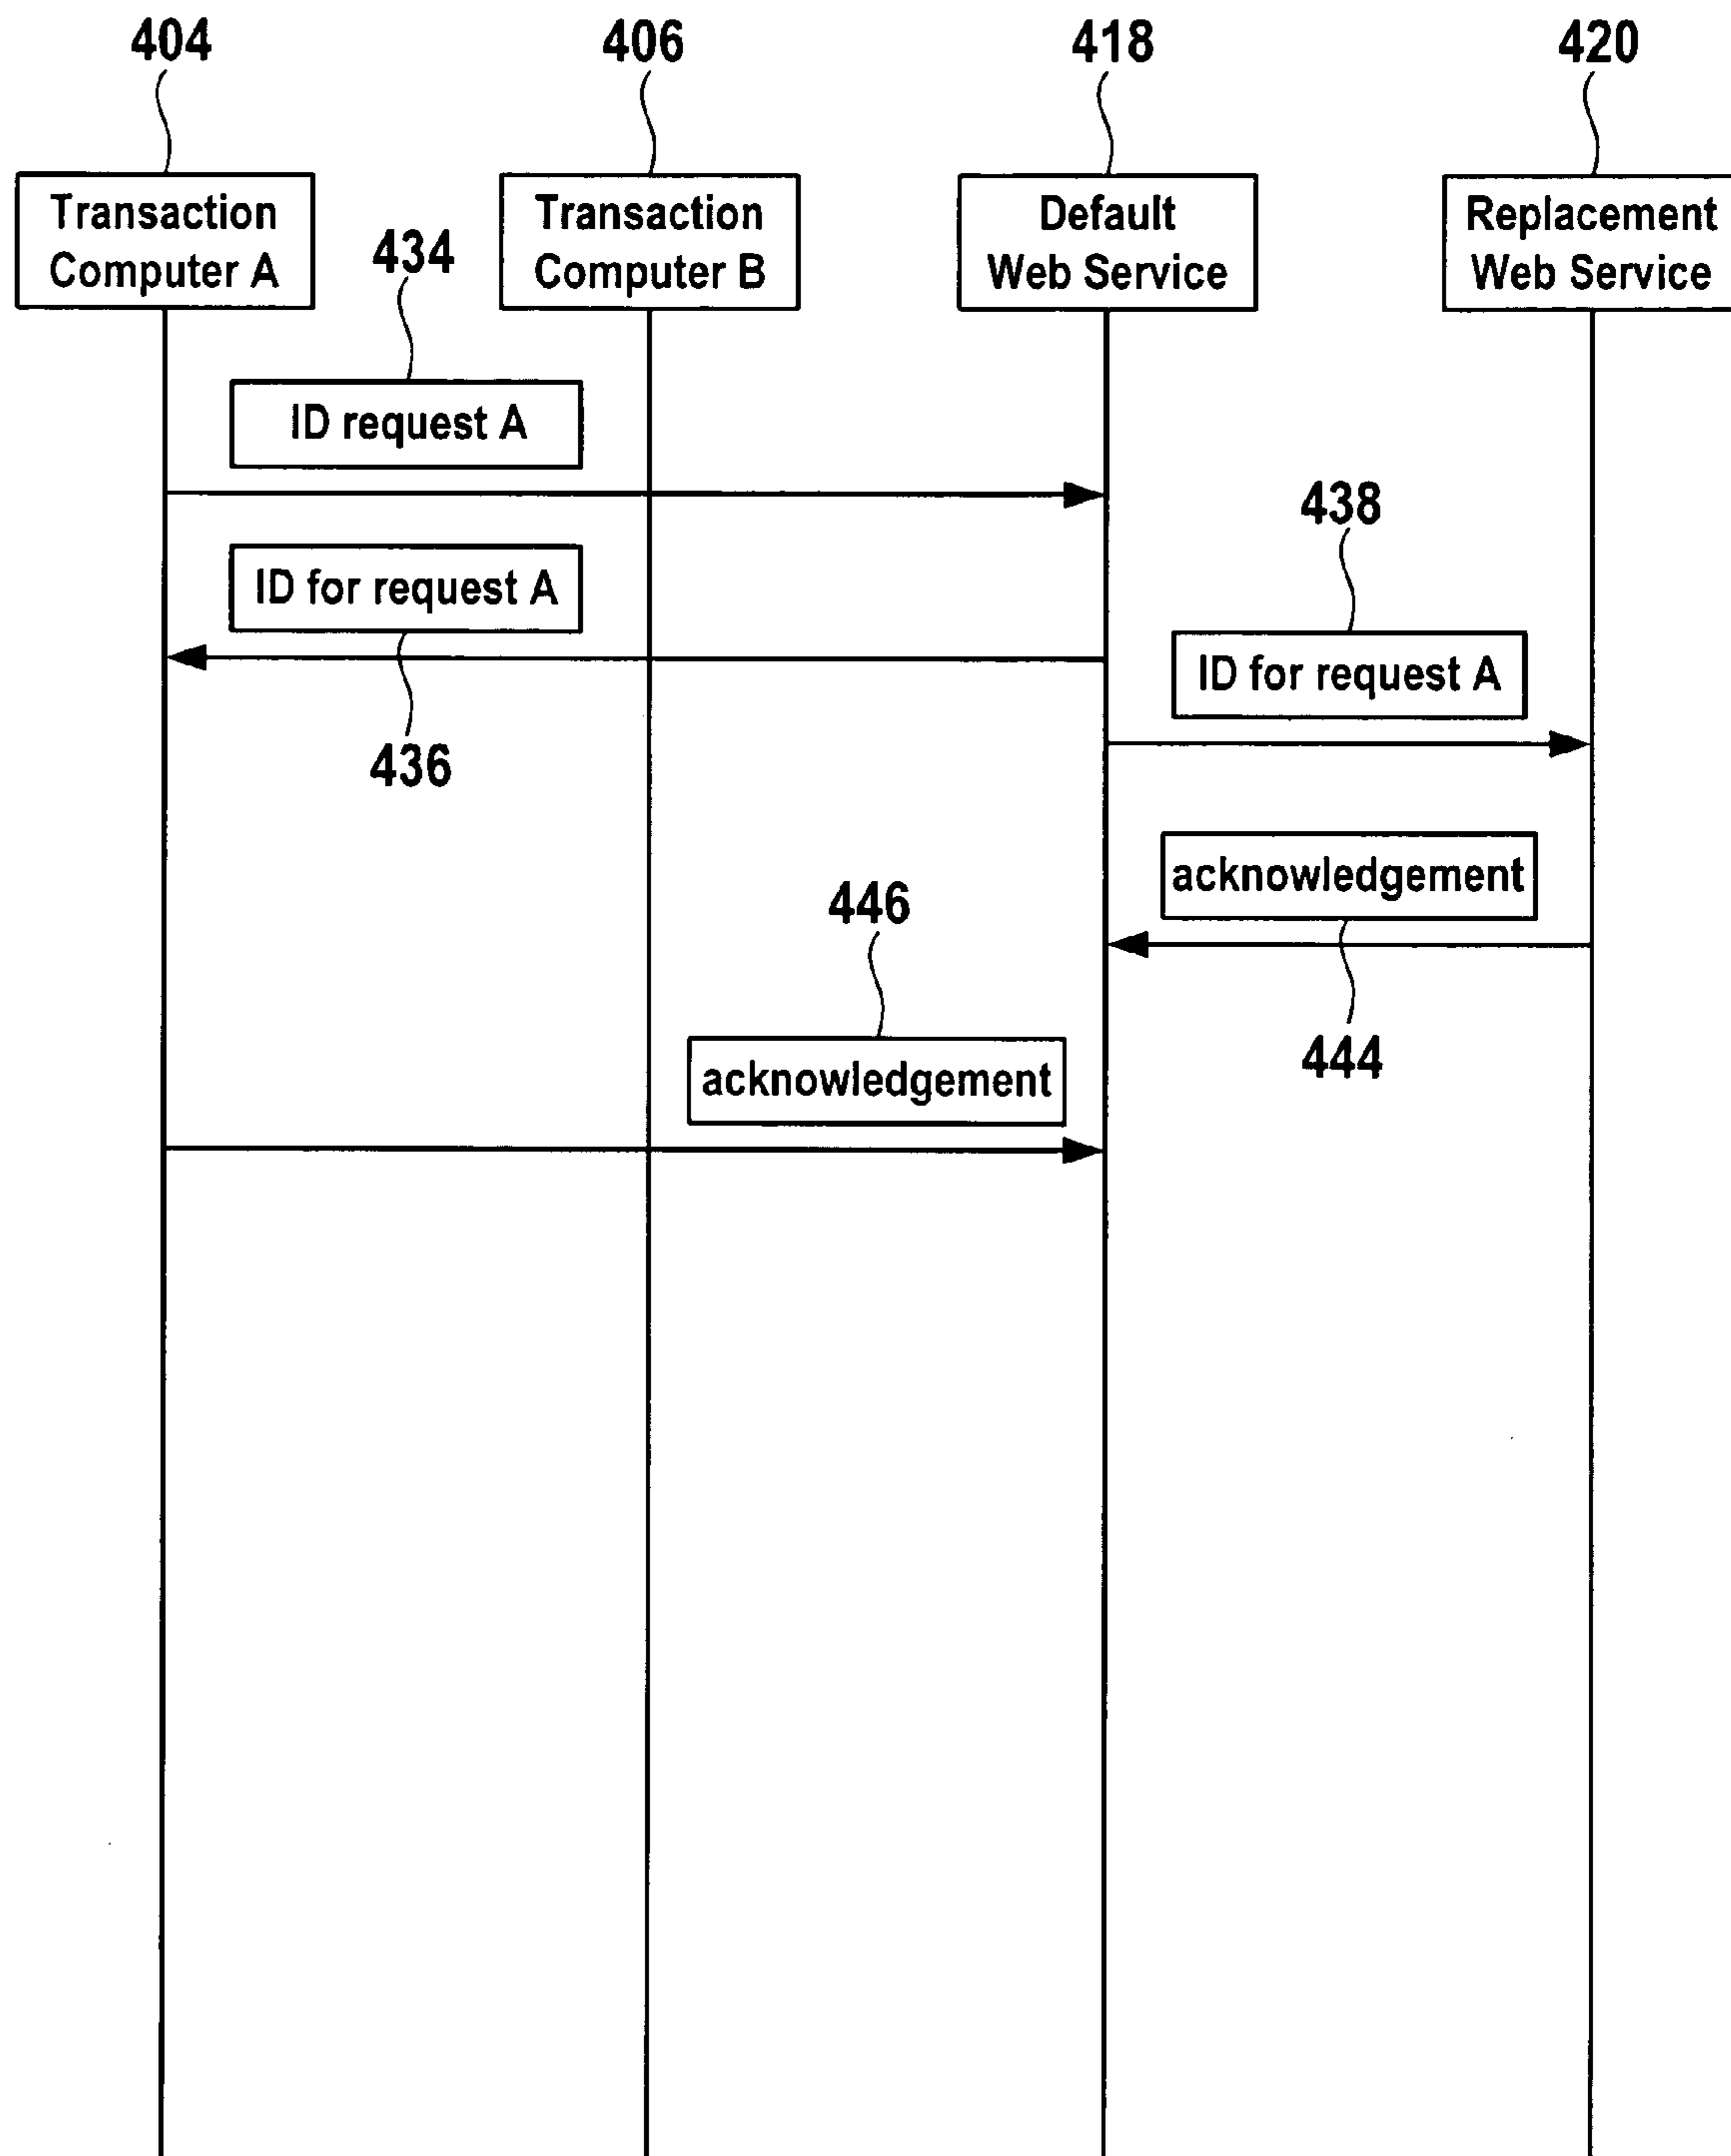 404
406
418
420
Transaction
Computer A
Transaction
Computer B
Default
Web Service
Replacement
Web Service
434
ID request A
438
ID for request A
ID for request A
436
acknowledgement
446
444
acknowledgement